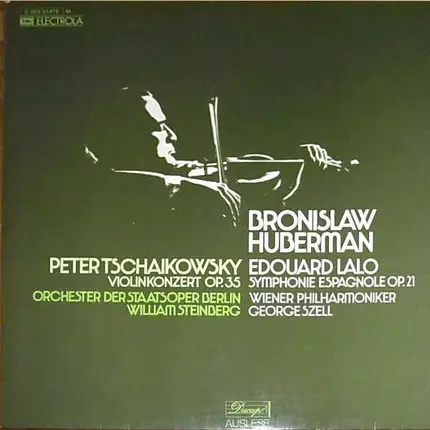 EMI ELECTROLA
BRONISLAW
HUBERMAN
PETER TSCHAIKOWSKY
VIOLINKONZERT OP. 35
ORCHESTER DER STAATSOPER BERLIN
WILLIAM STEINBERG
EDOUARD LALO
SYMPHONIE ESPAGNOLE OP. 21
WIENER PHILHARMONIKER
GEORGE SZELL
Dacapo
AUSLESE